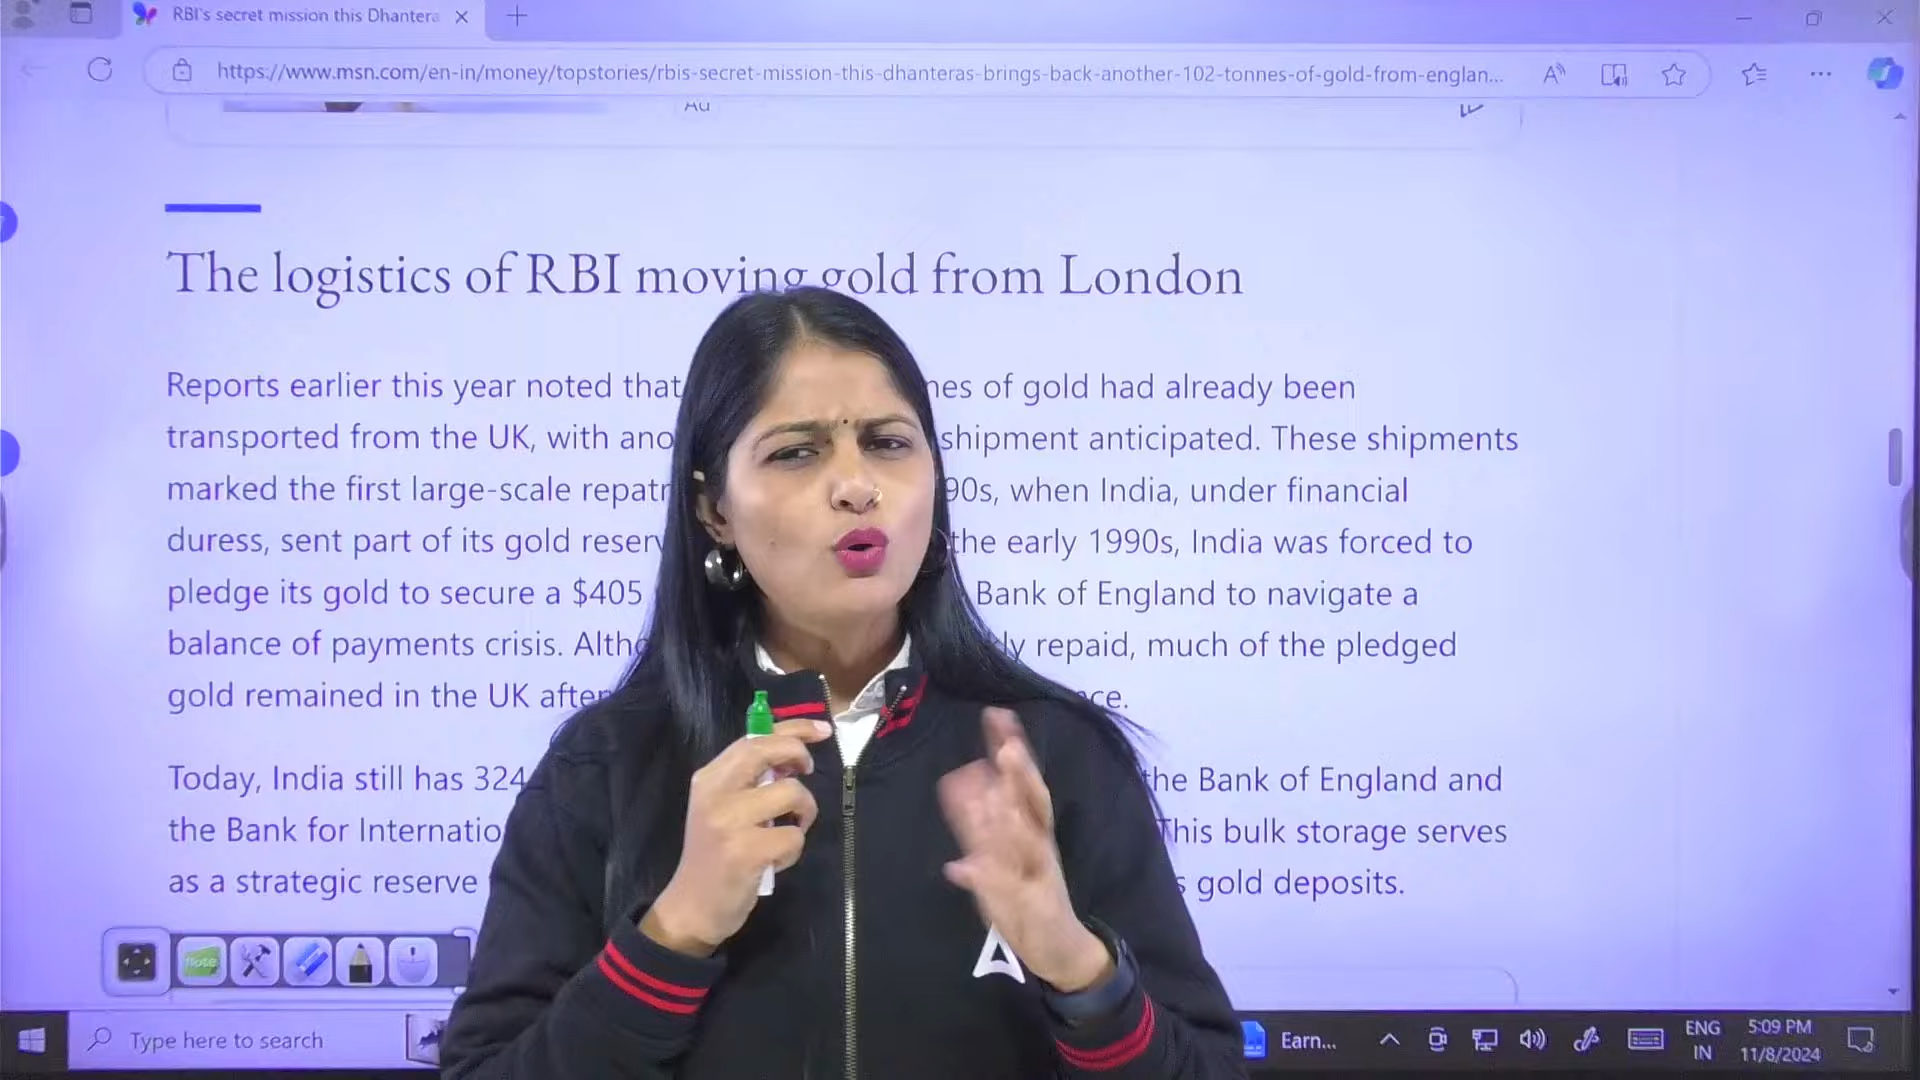 RBI's secret mission this Dhantera
https://www.msn.com/en-in/money/topstories/rbis-secret-mission-this-dhanteras-brings-back-another-102-tonnes-of-gold-from-englan...
Au
The logistics of RBI moving gold from London
Reports earlier this year noted that nes of gold had already been
transported from the UK, with ano shipment anticipated. These shipments
marked the first large-scale repatr 90s, when India, under financial
duress, sent part of its gold reserv the early 1990s, India was forced to
pledge its gold to secure a $405 Bank of England to navigate a
balance of payments crisis. Altho ly repaid, much of the pledged
gold remained in the UK after ce.
Today, India still has 324 the Bank of England and
the Bank for Internatio This bulk storage serves
as a strategic reserve s gold deposits.
Note
Type here to search
Earn...
ENG
IN
5:09 PM
11/8/2024